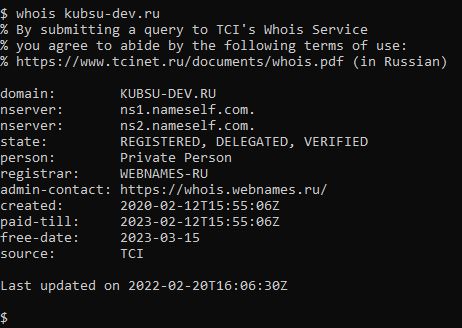 $ whois kubsu-dev.ru
% By submitting a query to TCI's Whois Service
% you agree to abide by the following terms of use:
% https://www.tcinet.ru/documents/whois.pdf (in Russian)
domain:        KUBSU-DEV.RU
nserver:       ns1.nameself.com.
nserver:       ns2.nameself.com.
state:         REGISTERED, DELEGATED, VERIFIED
person:        Private Person
registrar:     WEBNAMES-RU
admin-contact: https://whois.webnames.ru/
created:       2020-02-12T15:55:06Z
paid-till:     2023-02-12T15:55:06Z
free-date:     2023-03-15
source:        TCI
Last updated on 2022-02-20T16:06:30Z
$